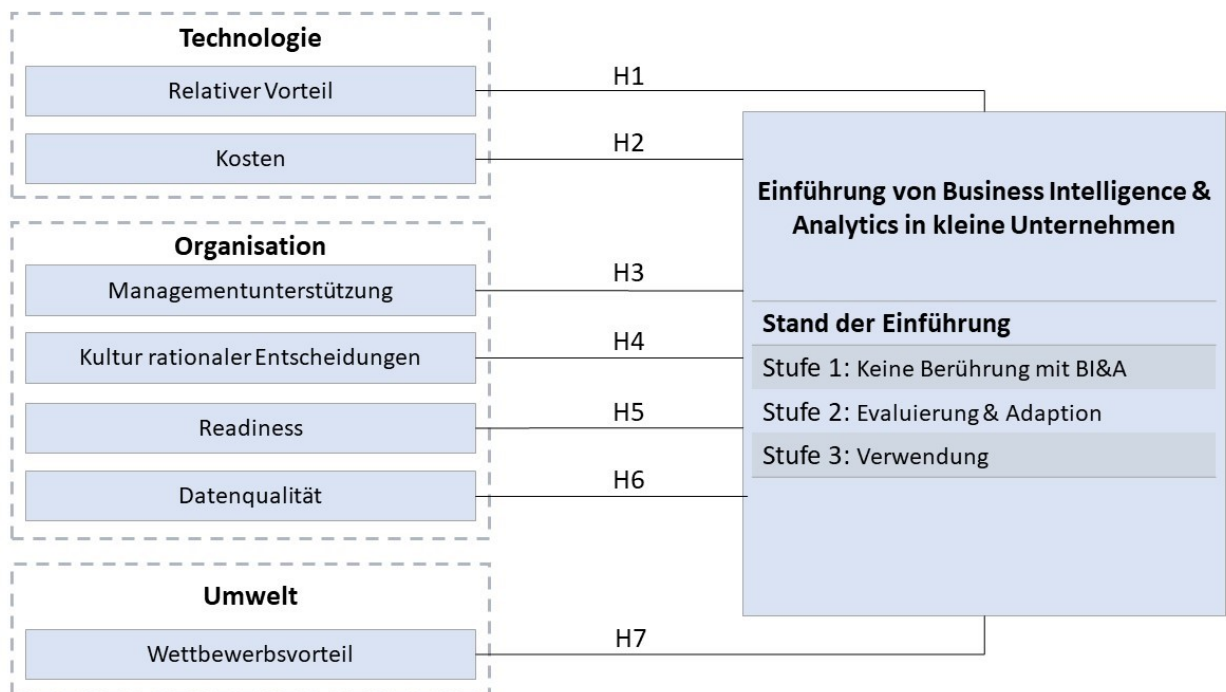 Technologie
Relativer Vorteil
Kosten
Organisation
Managementunterstützung
Kultur rationaler Entscheidungen
Readiness
Datenqualität
Umwelt
Wettbewerbsvorteil
H1
H2
H3
H4
H5
H6
H7
Einführung von Business Intelligence &
Analytics in kleine Unternehmen
Stand der Einführung
Stufe 1: Keine Berührung mit BI&A
Stufe 2: Evaluierung & Adaption
Stufe 3: Verwendung